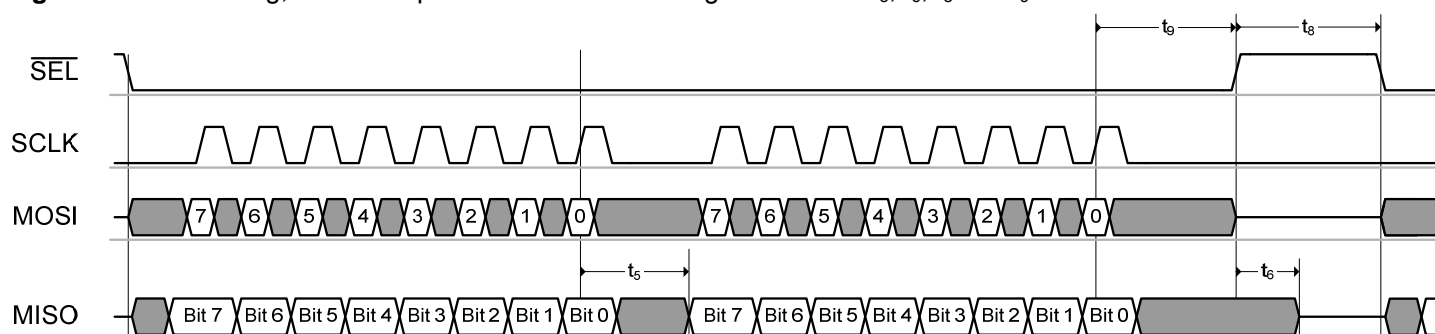 t9 t8
SEL
SCLK
MOSI 7 6 5 4 3 2 1 0 7 6 5 4 3 2 1 0
t5 t6
MISO Bit 7 Bit 6 Bit 5 Bit 4 Bit 3 Bit 2 Bit 1 Bit 0 Bit 7 Bit 6 Bit 5 Bit 4 Bit 3 Bit 2 Bit 1 Bit 0